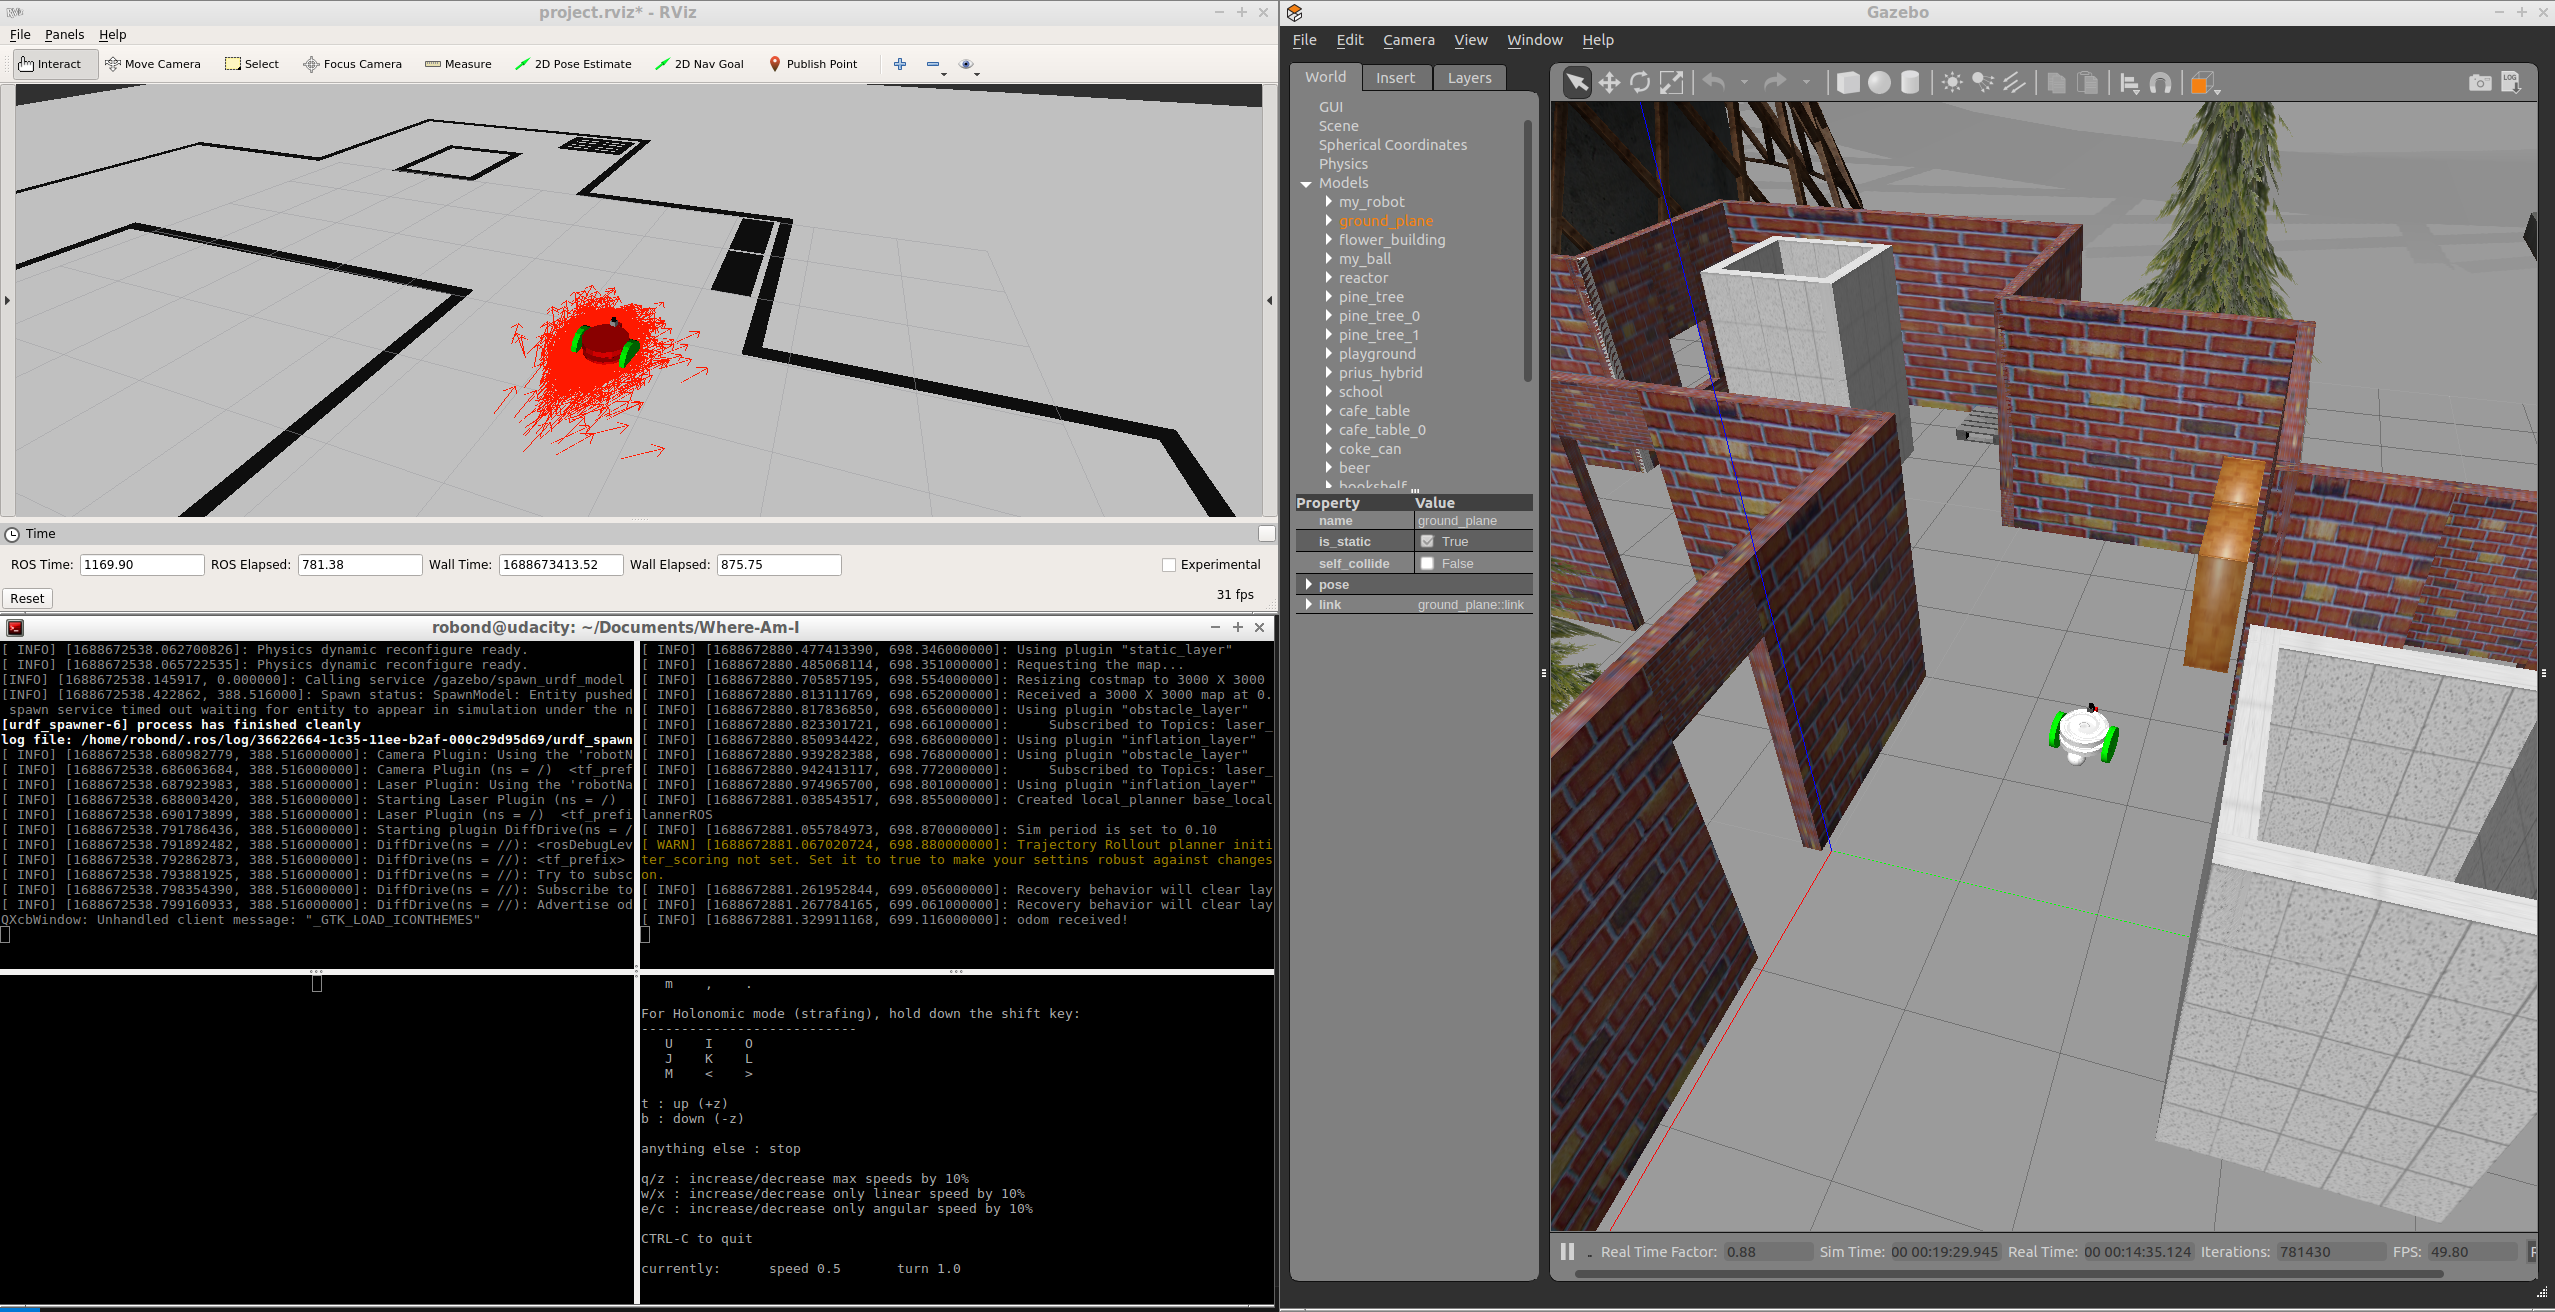 project.rviz* - RViz
File Panels Help
Interact Move Camera Select Focus Camera Measure 2D Pose Estimate 2D Nav Goal Publish Point
Time
ROS Time: 1169.90 ROS Elapsed: 781.38 Wall Time: 1688673413.52 Wall Elapsed: 875.75 Experimental
Reset 31 fps
robond@udacity: ~/Documents/Where-Am-I
[ INFO] [1688672538.062700826]: Physics dynamic reconfigure ready.
[ INFO] [1688672538.065722535]: Physics dynamic reconfigure ready.
[INFO] [1688672538.145917, 0.000000]: Calling service /gazebo/spawn_urdf_model
[INFO] [1688672538.422862, 388.516000]: Spawn status: SpawnModel: Entity pushed
spawn service timed out waiting for entity to appear in simulation under the n
[urdf_spawner-6] process has finished cleanly
log file: /home/robond/.ros/log/36622664-1c35-11ee-b2af-000c29d95d69/urdf_spawn
[ INFO] [1688672538.680982779, 388.516000000]: Camera Plugin: Using the 'robotN
[ INFO] [1688672538.686063684, 388.516000000]: Camera Plugin (ns = /)  <tf_pref
[ INFO] [1688672538.687923983, 388.516000000]: Laser Plugin: Using the 'robotNa
[ INFO] [1688672538.688003420, 388.516000000]: Starting Laser Plugin (ns = /)
[ INFO] [1688672538.690173899, 388.516000000]: Laser Plugin (ns = /)  <tf_prefi
[ INFO] [1688672538.791786436, 388.516000000]: Starting plugin DiffDrive(ns = /
[ INFO] [1688672538.791892482, 388.516000000]: DiffDrive(ns = //): <rosDebugLev
[ INFO] [1688672538.792862873, 388.516000000]: DiffDrive(ns = //): <tf_prefix>
[ INFO] [1688672538.793881925, 388.516000000]: DiffDrive(ns = //): Try to subsc
[ INFO] [1688672538.798354390, 388.516000000]: DiffDrive(ns = //): Subscribe to
[ INFO] [1688672538.799160933, 388.516000000]: DiffDrive(ns = //): Advertise od
QXcbWindow: Unhandled client message: "_GTK_LOAD_ICONTHEMES"
[ INFO] [1688672880.477413390, 698.346000000]: Using plugin "static_layer"
[ INFO] [1688672880.485068114, 698.351000000]: Requesting the map...
[ INFO] [1688672880.705857195, 698.554000000]: Resizing costmap to 3000 X 3000
[ INFO] [1688672880.813111769, 698.652000000]: Received a 3000 X 3000 map at 0.
[ INFO] [1688672880.817836850, 698.656000000]: Using plugin "obstacle_layer"
[ INFO] [1688672880.823301721, 698.661000000]:     Subscribed to Topics: laser_
[ INFO] [1688672880.850934422, 698.686000000]: Using plugin "inflation_layer"
[ INFO] [1688672880.939282388, 698.768000000]: Using plugin "obstacle_layer"
[ INFO] [1688672880.942413117, 698.772000000]:     Subscribed to Topics: laser_
[ INFO] [1688672880.974965700, 698.801000000]: Using plugin "inflation_layer"
[ INFO] [1688672881.038543517, 698.855000000]: Created local_planner base_local
lannerROS
[ INFO] [1688672881.055784973, 698.870000000]: Sim period is set to 0.10
[ WARN] [1688672881.067020724, 698.880000000]: Trajectory Rollout planner initi
ter_scoring not set. Set it to true to make your settins robust against changes
on.
[ INFO] [1688672881.261952844, 699.056000000]: Recovery behavior will clear lay
[ INFO] [1688672881.267784165, 699.061000000]: Recovery behavior will clear lay
[ INFO] [1688672881.329911168, 699.116000000]: odom received!
m , .
For Holonomic mode (strafing), hold down the shift key:
---------------------------
U I O
J K L
M < >
t : up (+z)
b : down (-z)
anything else : stop
q/z : increase/decrease max speeds by 10%
w/x : increase/decrease only linear speed by 10%
e/c : increase/decrease only angular speed by 10%
CTRL-C to quit
currently: speed 0.5 turn 1.0
Gazebo
File Edit Camera View Window Help
World Insert Layers
GUI
Scene
Spherical Coordinates
Physics
Models
my_robot
ground_plane
flower_building
my_ball
reactor
pine_tree
pine_tree_0
pine_tree_1
playground
prius_hybrid
school
cafe_table
cafe_table_0
coke_can
beer
bookshelf
Property Value
name ground_plane
is_static True
self_collide False
pose
link ground_plane::link
LOG
Real Time Factor: 0.88 Sim Time: 00 00:19:29.945 Real Time: 00 00:14:35.124 Iterations: 781430 FPS: 49.80